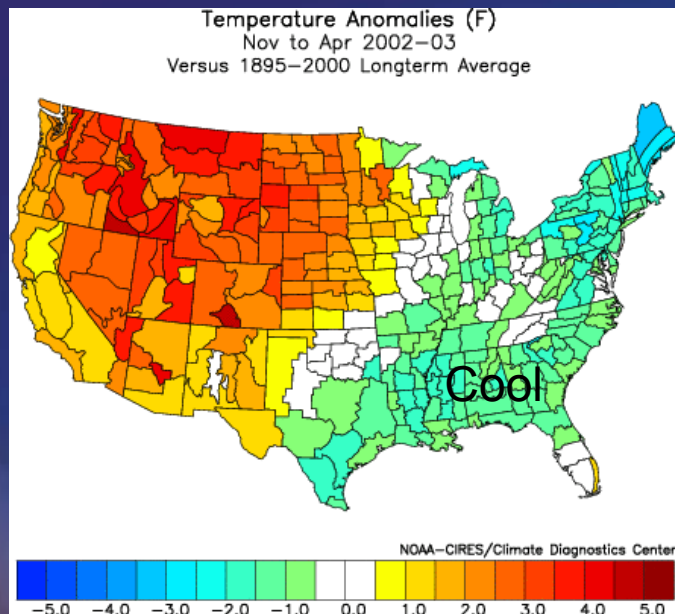 Temperature Anomalies (F)
Nov to Apr 2002-03
Versus 1895-2000 Longterm Average
Cool
NOAA-CIRES/Climate Diagnostics Center
-5.0 -4.0 -3.0 -2.0 -1.0 0.0 1.0 2.0 3.0 4.0 5.0